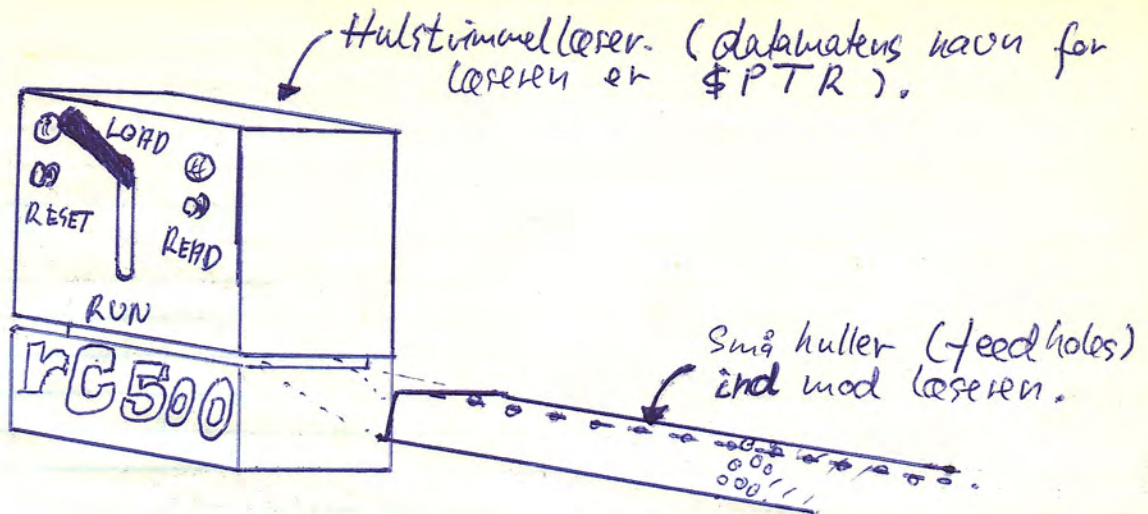 Hulstrimmellæser. (datamatens navn for
læseren er $PTR).
LOAD
RESET
READ
RUN
rC500
Små huller (feedholes)
ind mod læseren.